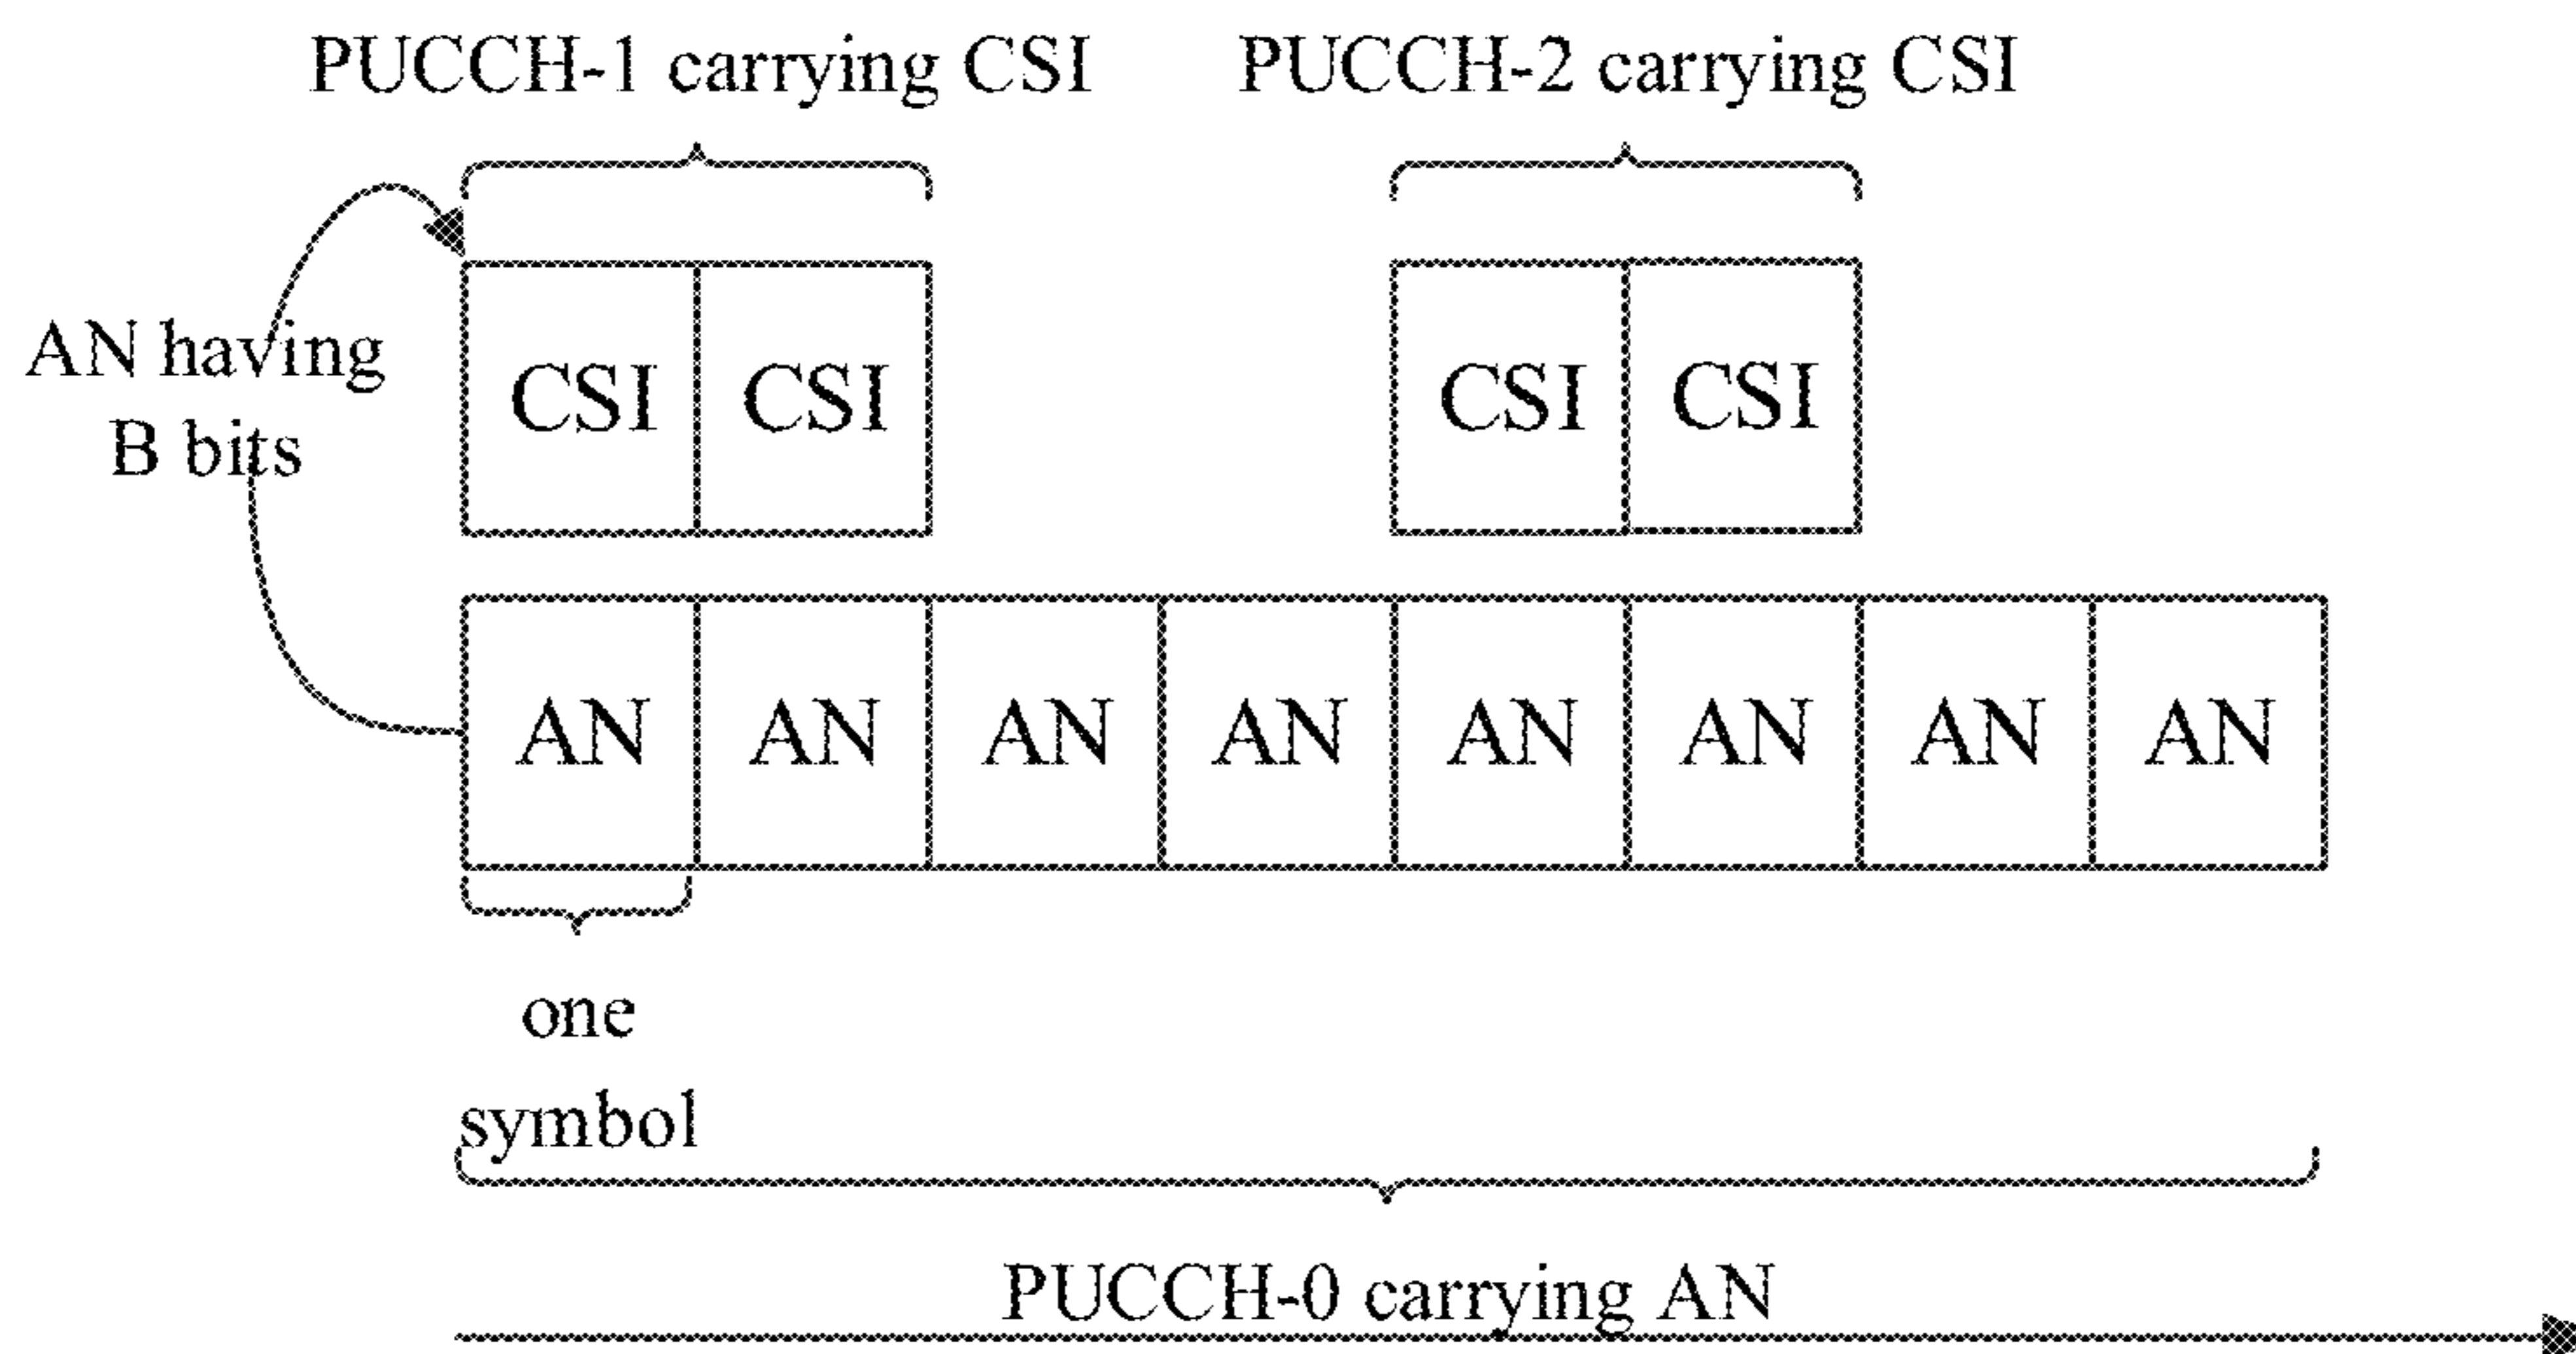 PUCCH-1 carrying CSI
PUCCH-2 carrying CSI
AN having
B bits
CSI CSI CSI CSI
AN AN AN AN AN AN AN AN
one
symbol
PUCCH-0 carrying AN